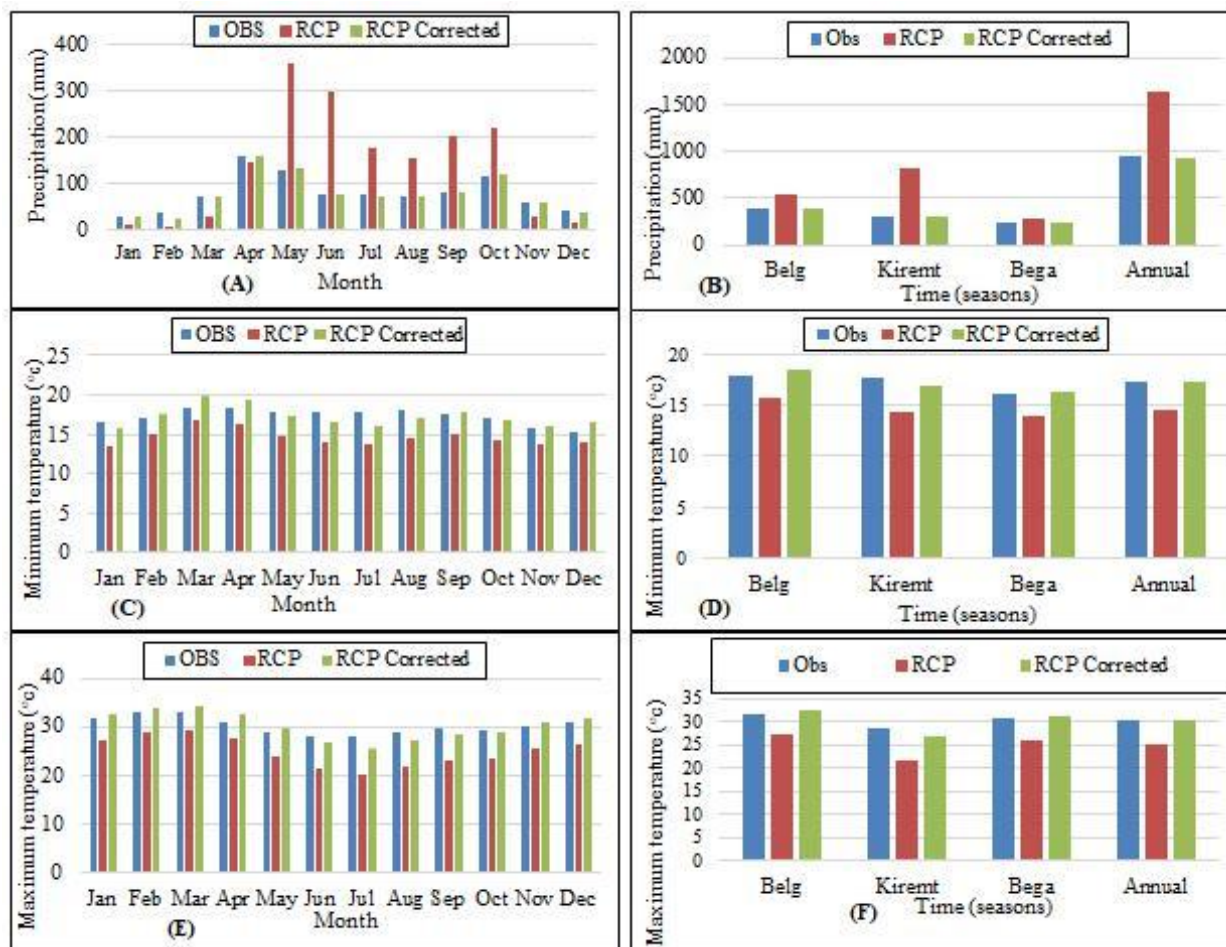 OBS RCP RCP Corrected
Precipitation(mm)
400
300
200
100
0
Jan Feb Mar Apr May Jun Jul Aug Sep Oct Nov Dec
(A) Month
Obs RCP RCP Corrected
Precipitation(mm)
2000
1500
1000
500
0
Belg Kiremt Bega Annual
(B) Time (seasons)
OBS RCP RCP Corrected
Minimum temperature (°c)
25
20
15
10
5
0
Jan Feb Mar Apr May Jun Jul Aug Sep Oct Nov Dec
(C) Month
Obs RCP RCP Corrected
Minimum temperature (°c)
20
15
10
5
0
Belg Kiremt Bega Annual
(D) Time (seasons)
OBS RCP RCP Corrected
Maximum temperature (°c)
40
30
20
10
0
Jan Feb Mar Apr May Jun Jul Aug Sep Oct Nov Dec
(E) Month
Obs RCP RCP Corrected
Maximum temperature (°c)
35
30
25
20
15
10
5
0
Belg Kiremt Bega Annual
(F) Time (seasons)